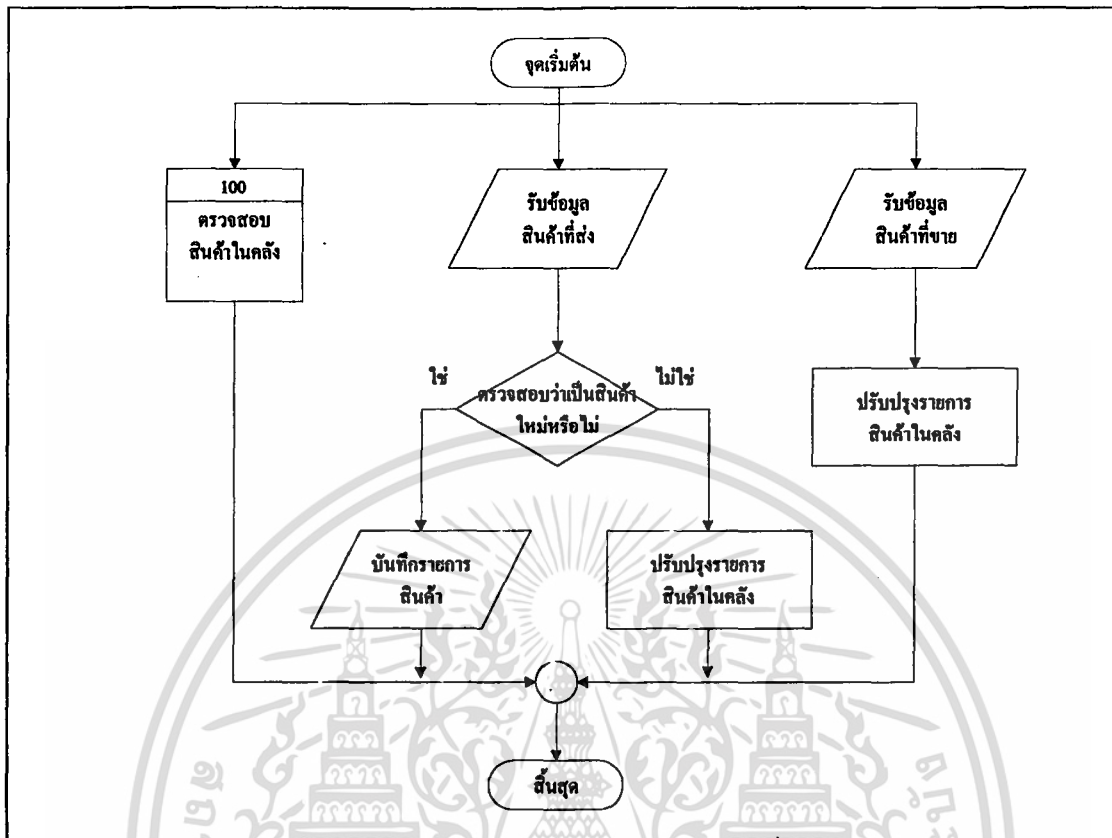 จุดเริ่มต้น
100
ตรวจสอบ
สินค้าในคลัง
รับข้อมูล
สินค้าที่ส่ง
รับข้อมูล
สินค้าที่ขาย
ใช่
ตรวจสอบว่าเป็นสินค้า
ใหม่หรือไม่
ไม่ใช่
ปรับปรุงรายการ
สินค้าในคลัง
บันทึกรายการ
สินค้า
ปรับปรุงรายการ
สินค้าในคลัง
สิ้นสุด